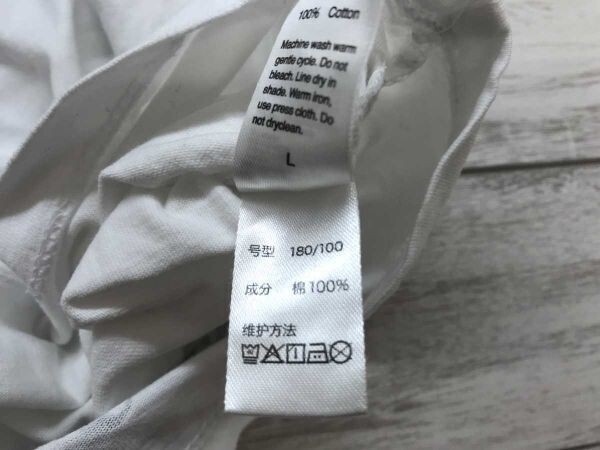 100% Cotton
Machine wash warm
gentle cycle. Do not
bleach. Line dry in
shade. Warm iron,
use press cloth. Do
not dryclean.
L
号型 180/100
成分 棉100%
维护方法